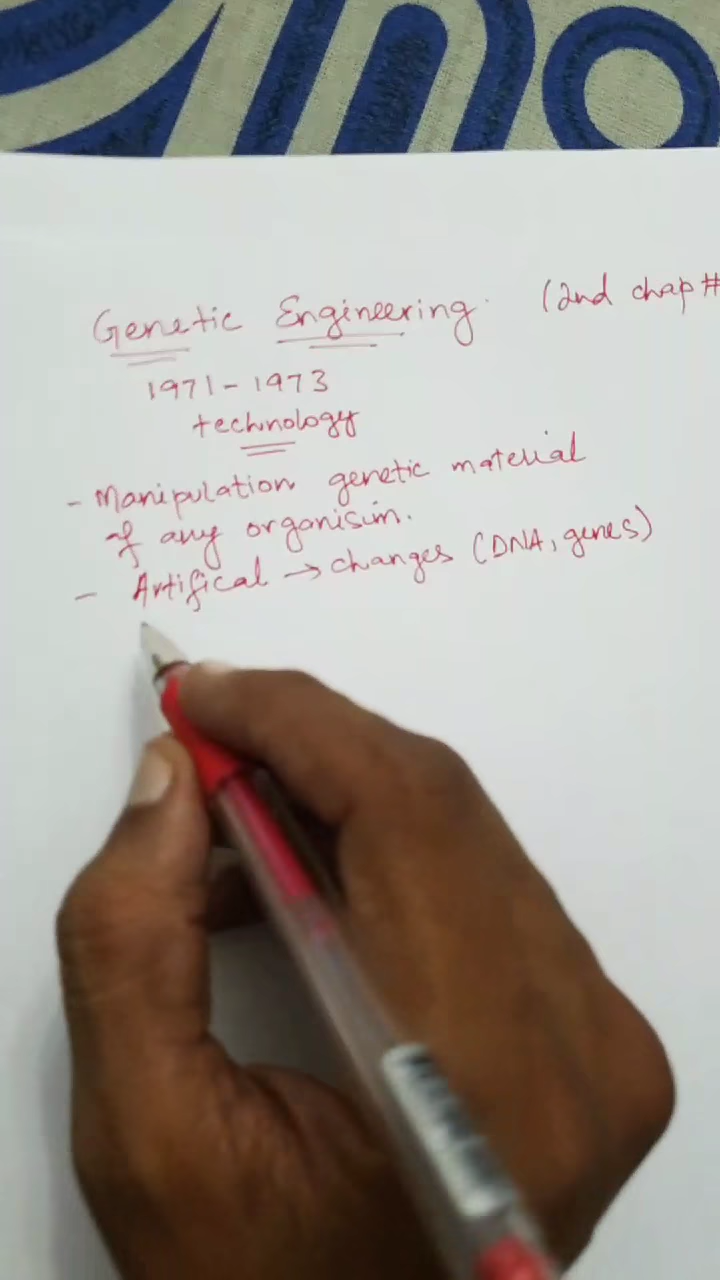 Genetic Engineering. (2nd chap #
1971-1973
technology
- Manipulation genetic material
of any organisim.
- Artifical → changes (DNA, genes)